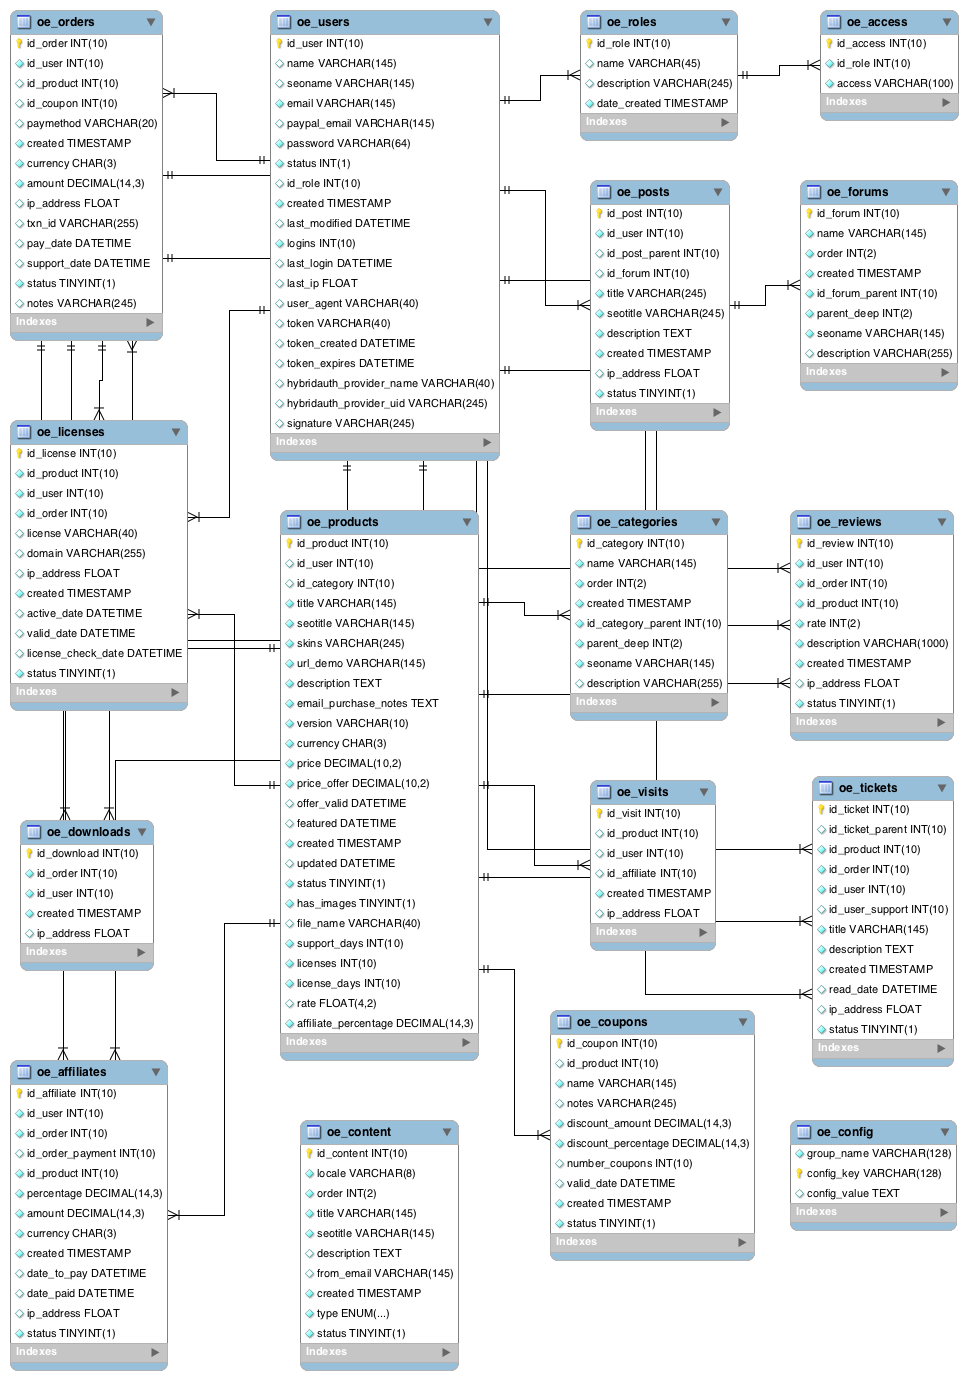 oe_orders
id_order INT(10)
id_user INT(10)
id_product INT(10)
id_coupon INT(10)
paymethod VARCHAR(20)
created TIMESTAMP
currency CHAR(3)
amount DECIMAL(14,3)
ip_address FLOAT
txn_id VARCHAR(255)
pay_date DATETIME
support_date DATETIME
status TINYINT(1)
notes VARCHAR(245)
Indexes
oe_users
id_user INT(10)
name VARCHAR(145)
seoname VARCHAR(145)
email VARCHAR(145)
paypal_email VARCHAR(145)
password VARCHAR(64)
status INT(1)
id_role INT(10)
created TIMESTAMP
last_modified DATETIME
logins INT(10)
last_login DATETIME
last_ip FLOAT
user_agent VARCHAR(40)
token VARCHAR(40)
token_created DATETIME
token_expires DATETIME
hybridauth_provider_name VARCHAR(40)
hybridauth_provider_uid VARCHAR(245)
signature VARCHAR(245)
Indexes
oe_roles
id_role INT(10)
name VARCHAR(45)
description VARCHAR(245)
date_created TIMESTAMP
Indexes
oe_access
id_access INT(10)
id_role INT(10)
access VARCHAR(100)
Indexes
oe_posts
id_post INT(10)
id_user INT(10)
id_post_parent INT(10)
id_forum INT(10)
title VARCHAR(245)
seotitle VARCHAR(245)
description TEXT
created TIMESTAMP
ip_address FLOAT
status TINYINT(1)
Indexes
oe_forums
id_forum INT(10)
name VARCHAR(145)
order INT(2)
created TIMESTAMP
id_forum_parent INT(10)
parent_deep INT(2)
seoname VARCHAR(145)
description VARCHAR(255)
Indexes
oe_licenses
id_license INT(10)
id_product INT(10)
id_user INT(10)
id_order INT(10)
license VARCHAR(40)
domain VARCHAR(255)
ip_address FLOAT
created TIMESTAMP
active_date DATETIME
valid_date DATETIME
license_check_date DATETIME
status TINYINT(1)
Indexes
oe_products
id_product INT(10)
id_user INT(10)
id_category INT(10)
title VARCHAR(145)
seotitle VARCHAR(145)
skins VARCHAR(245)
url_demo VARCHAR(145)
description TEXT
email_purchase_notes TEXT
version VARCHAR(10)
currency CHAR(3)
price DECIMAL(10,2)
price_offer DECIMAL(10,2)
offer_valid DATETIME
featured DATETIME
created TIMESTAMP
updated DATETIME
status TINYINT(1)
has_images TINYINT(1)
file_name VARCHAR(40)
support_days INT(10)
licenses INT(10)
license_days INT(10)
rate FLOAT(4,2)
affiliate_percentage DECIMAL(14,3)
Indexes
oe_categories
id_category INT(10)
name VARCHAR(145)
order INT(2)
created TIMESTAMP
id_category_parent INT(10)
parent_deep INT(2)
seoname VARCHAR(145)
description VARCHAR(255)
Indexes
oe_reviews
id_review INT(10)
id_user INT(10)
id_order INT(10)
id_product INT(10)
rate INT(2)
description VARCHAR(1000)
created TIMESTAMP
ip_address FLOAT
status TINYINT(1)
Indexes
oe_visits
id_visit INT(10)
id_product INT(10)
id_user INT(10)
id_affiliate INT(10)
created TIMESTAMP
ip_address FLOAT
Indexes
oe_tickets
id_ticket INT(10)
id_ticket_parent INT(10)
id_product INT(10)
id_order INT(10)
id_user INT(10)
id_user_support INT(10)
title VARCHAR(145)
description TEXT
created TIMESTAMP
read_date DATETIME
ip_address FLOAT
status TINYINT(1)
Indexes
oe_downloads
id_download INT(10)
id_order INT(10)
id_user INT(10)
created TIMESTAMP
ip_address FLOAT
Indexes
oe_affiliates
id_affiliate INT(10)
id_user INT(10)
id_order INT(10)
id_order_payment INT(10)
id_product INT(10)
percentage DECIMAL(14,3)
amount DECIMAL(14,3)
currency CHAR(3)
created TIMESTAMP
date_to_pay DATETIME
date_paid DATETIME
ip_address FLOAT
status TINYINT(1)
Indexes
oe_content
id_content INT(10)
locale VARCHAR(8)
order INT(2)
title VARCHAR(145)
seotitle VARCHAR(145)
description TEXT
from_email VARCHAR(145)
created TIMESTAMP
type ENUM(...)
status TINYINT(1)
Indexes
oe_coupons
id_coupon INT(10)
id_product INT(10)
name VARCHAR(145)
notes VARCHAR(245)
discount_amount DECIMAL(14,3)
discount_percentage DECIMAL(14,3)
number_coupons INT(10)
valid_date DATETIME
created TIMESTAMP
status TINYINT(1)
Indexes
oe_config
group_name VARCHAR(128)
config_key VARCHAR(128)
config_value TEXT
Indexes